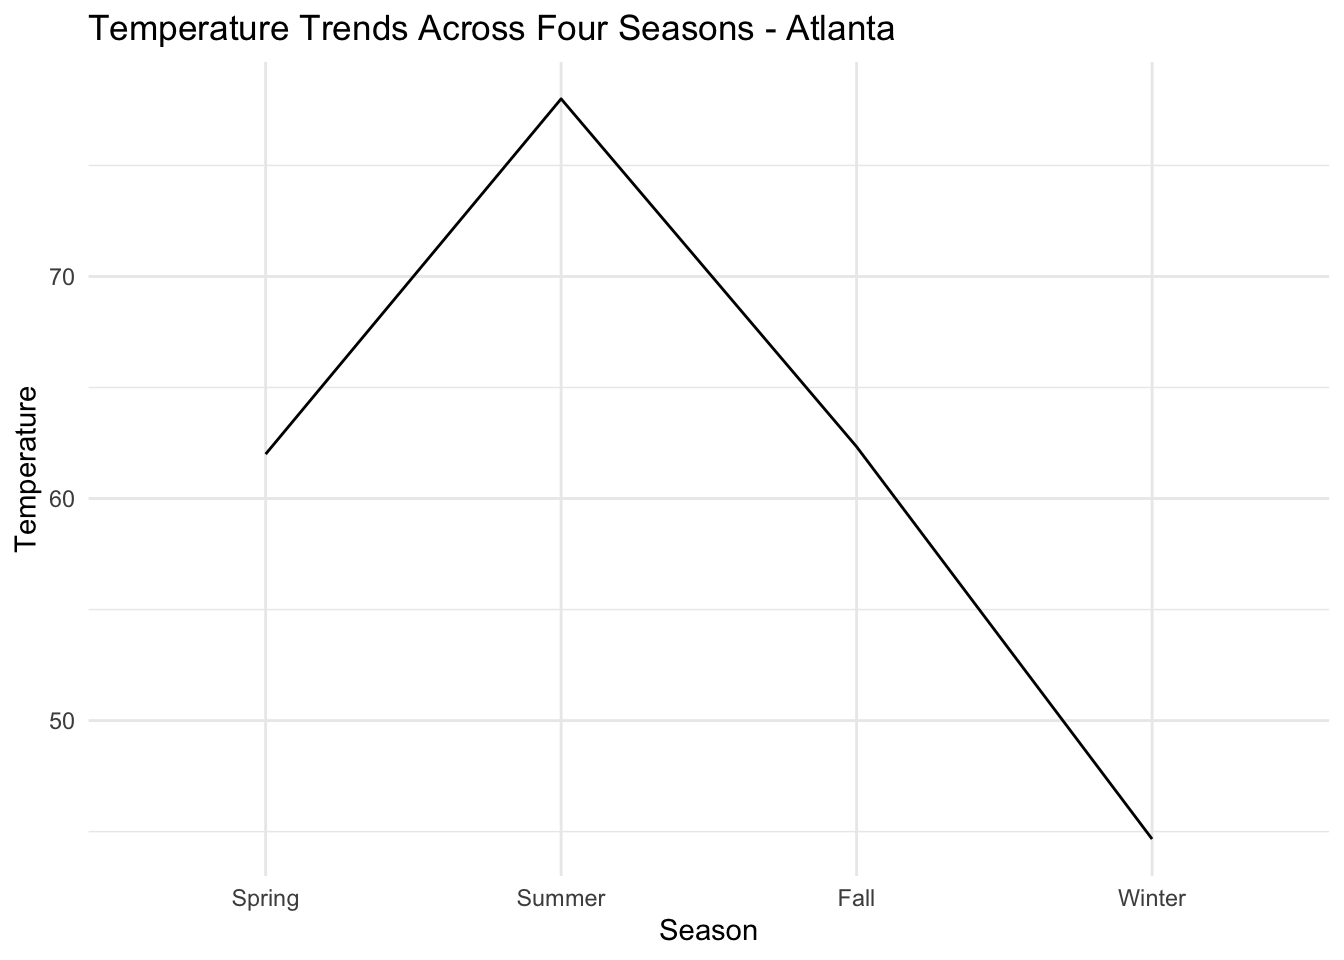 Temperature Trends Across Four Seasons - Atlanta
Temperature
70
60
50
Spring Summer Fall Winter
Season